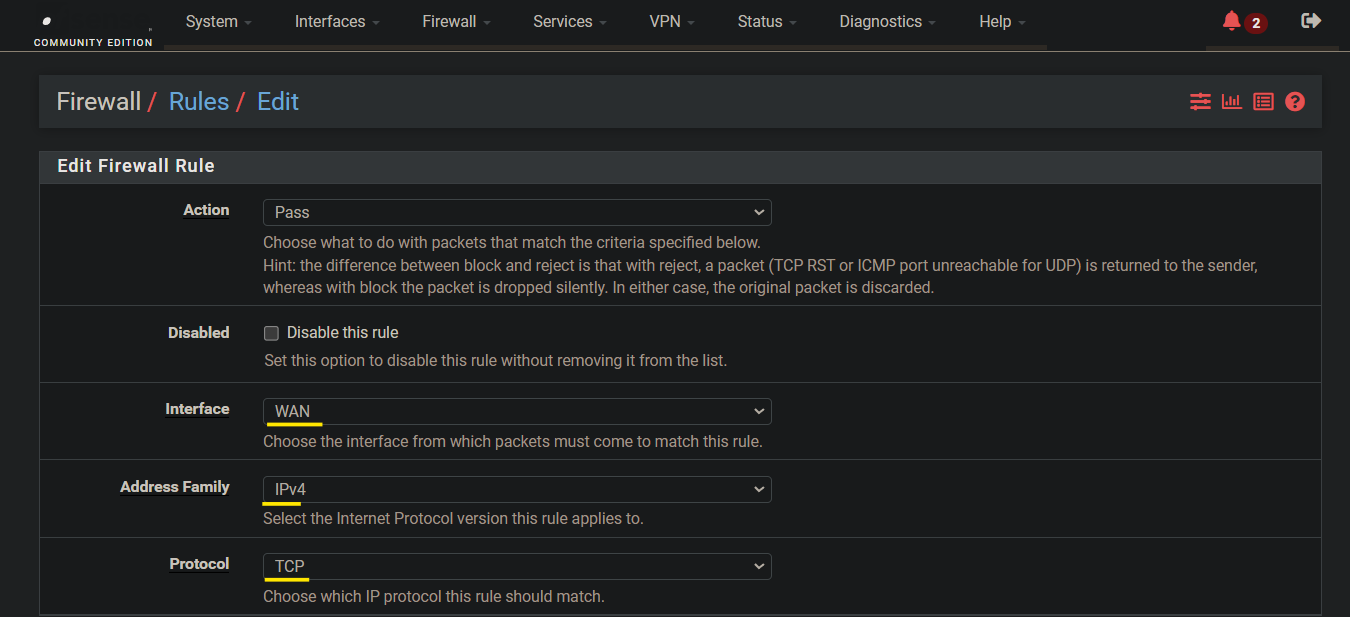 System Interfaces Firewall Services VPN Status Diagnostics Help 2
COMMUNITY EDITION
Firewall / Rules / Edit
Edit Firewall Rule
Action Pass
Choose what to do with packets that match the criteria specified below.
Hint: the difference between block and reject is that with reject, a packet (TCP RST or ICMP port unreachable for UDP) is returned to the sender,
whereas with block the packet is dropped silently. In either case, the original packet is discarded.
Disabled Disable this rule
Set this option to disable this rule without removing it from the list.
Interface WAN
Choose the interface from which packets must come to match this rule.
Address Family IPv4
Select the Internet Protocol version this rule applies to.
Protocol TCP
Choose which IP protocol this rule should match.